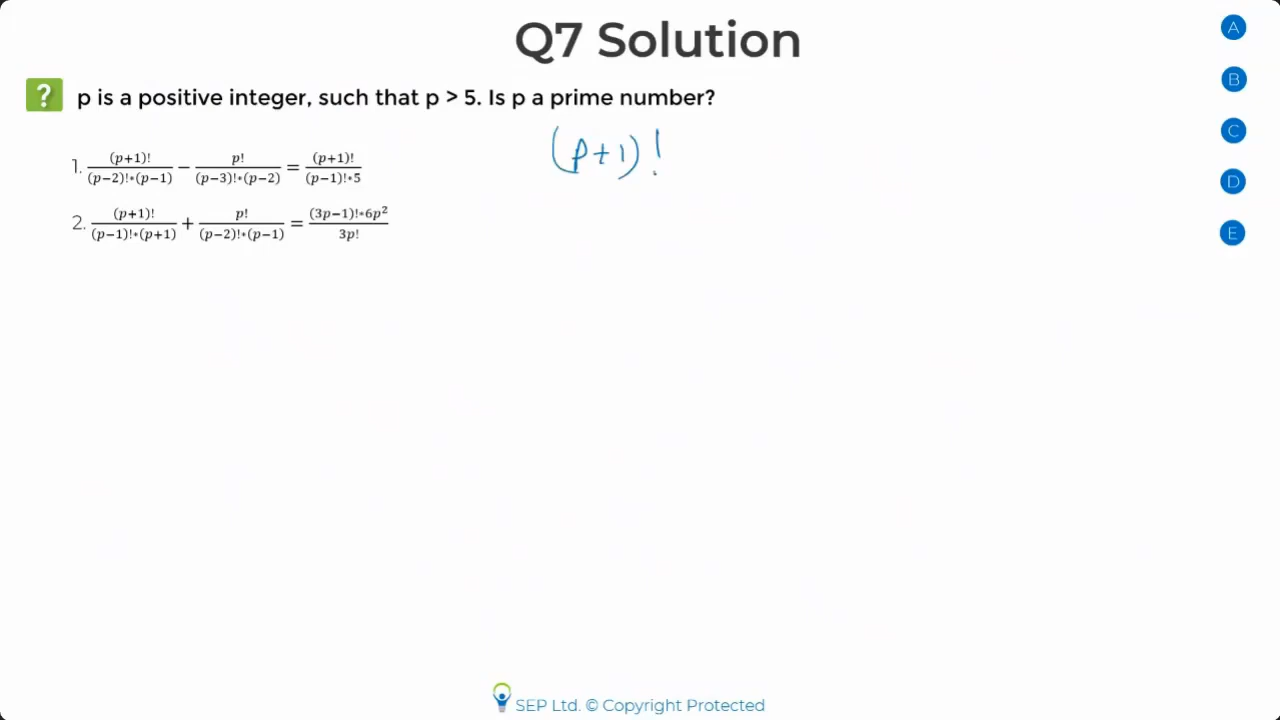 Q7 Solution
A
? p is a positive integer, such that p > 5. Is p a prime number?
B
(p+1)!
C
1. (p+1)!/((p−2)!∗(p−1)) − p!/((p−3)!∗(p−2)) = (p+1)!/((p−1)!∗5)
D
2. (p+1)!/((p−1)!∗(p+1)) + p!/((p−2)!∗(p−1)) = ((3p−1)!∗6p²)/3p!
E
SEP Ltd. © Copyright Protected